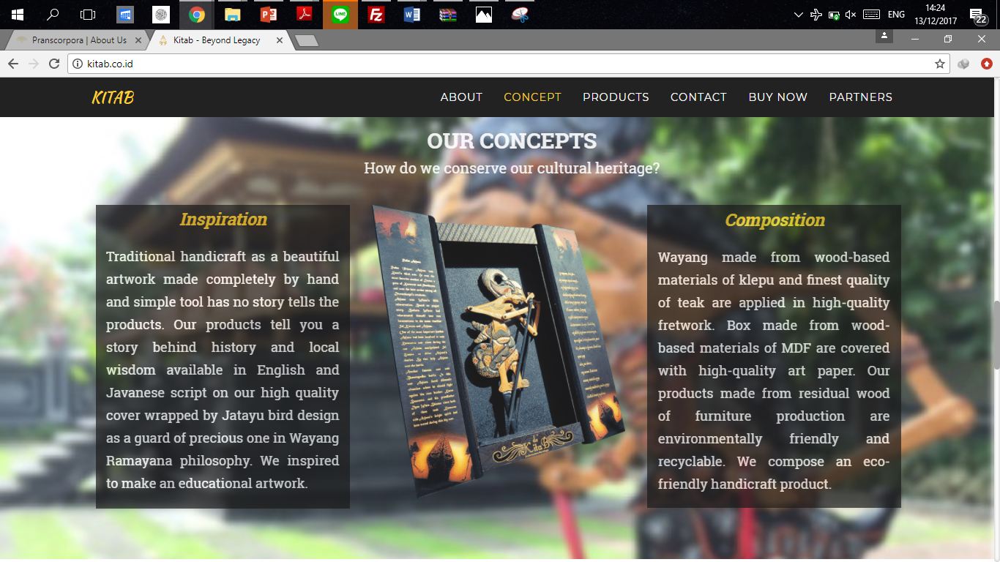 ENG
14:24
13/12/2017
22
Pranscorpora | About Us
Kitab - Beyond Legacy
kitab.co.id
KITAB
ABOUT
CONCEPT
PRODUCTS
CONTACT
BUY NOW
PARTNERS
OUR CONCEPTS
How do we conserve our cultural heritage?
Inspiration
Traditional handicraft as a beautiful
artwork made completely by hand
and simple tool has no story tells the
products. Our products tell you a
story behind history and local
wisdom available in English and
Javanese script on our high quality
cover wrapped by Jatayu bird design
as a guard of precious one in Wayang
Ramayana philosophy. We inspired
to make an educational artwork.
Composition
Wayang made from wood-based
materials of klepu and finest quality
of teak are applied in high-quality
fretwork. Box made from wood-
based materials of MDF are covered
with high-quality art paper. Our
products made from residual wood
of furniture production are
environmentally friendly and
recyclable. We compose an eco-
friendly handicraft product.
de'
KitaB